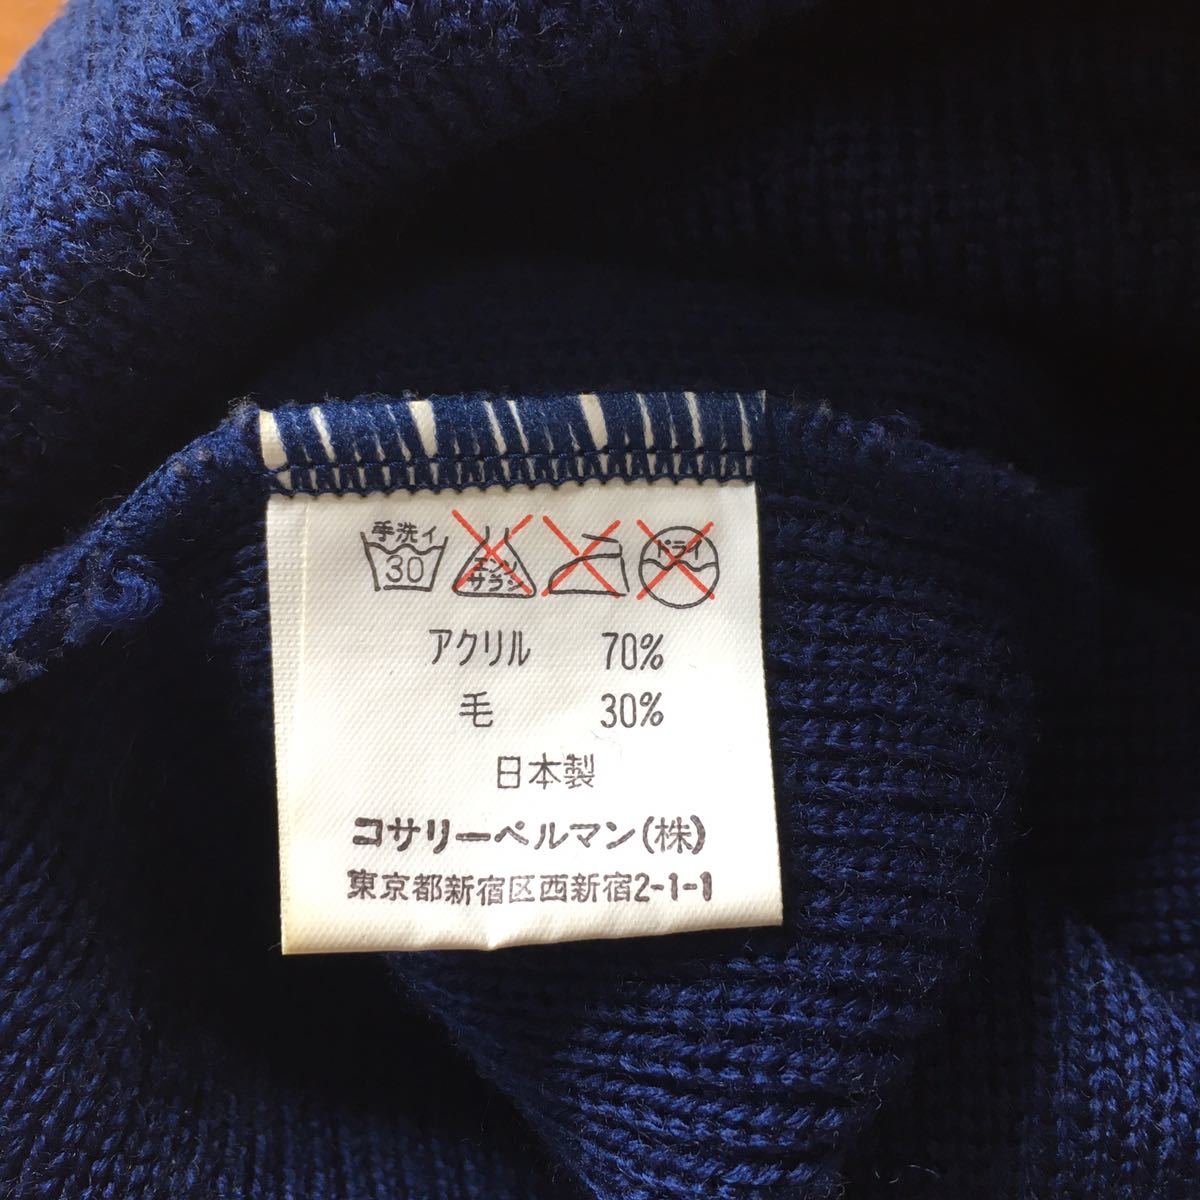 手洗イ
30 エンソ ドライ
サラシ
アクリル 70%
毛 30%
日本製
コサリーベルマン(株)
東京都新宿区西新宿2-1-1